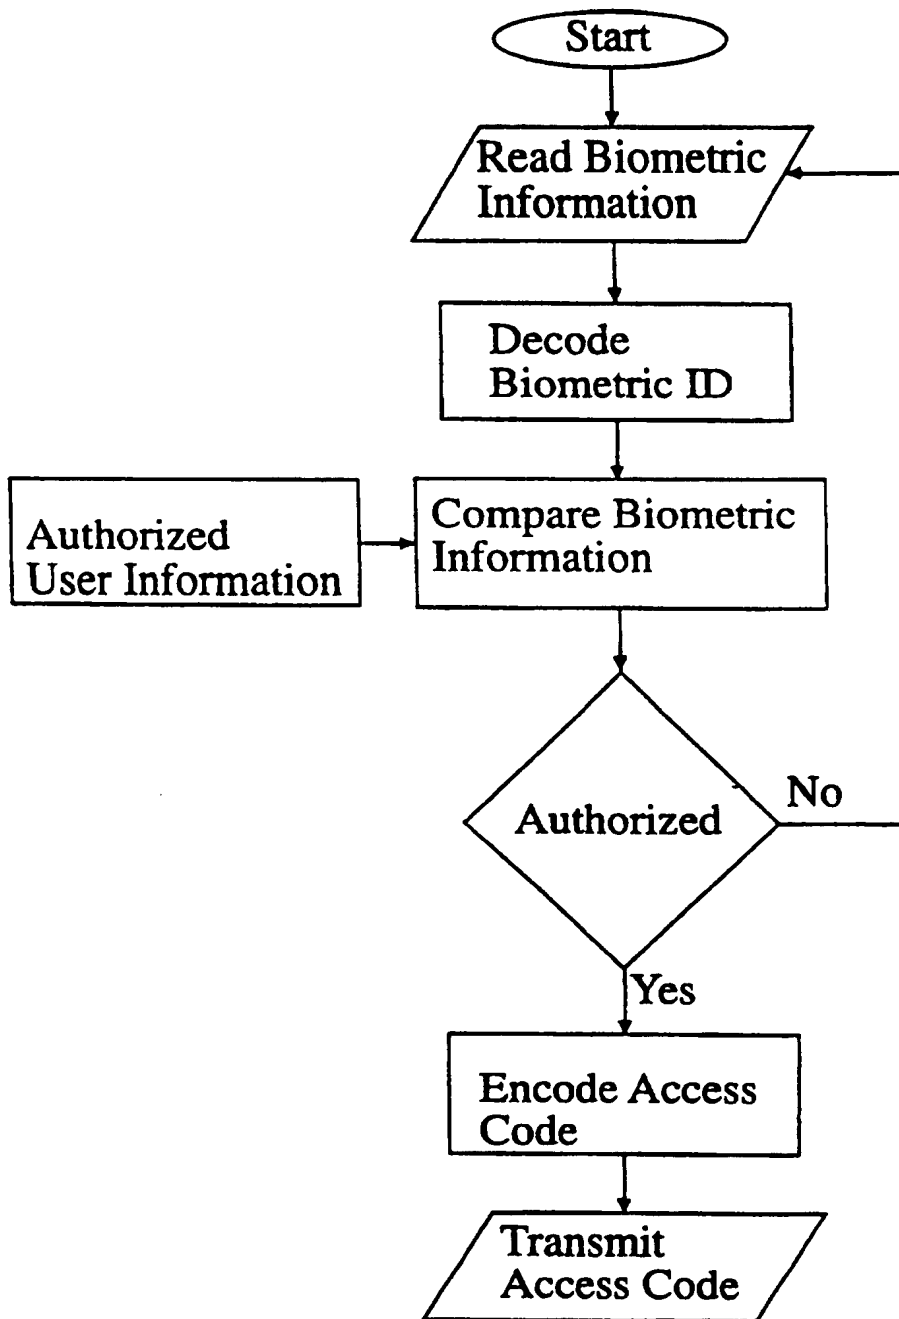 Start
Read Biometric
Information
Decode
Biometric ID
Authorized
User Information
Compare Biometric
Information
Authorized
No
Yes
Encode Access
Code
Transmit
Access Code